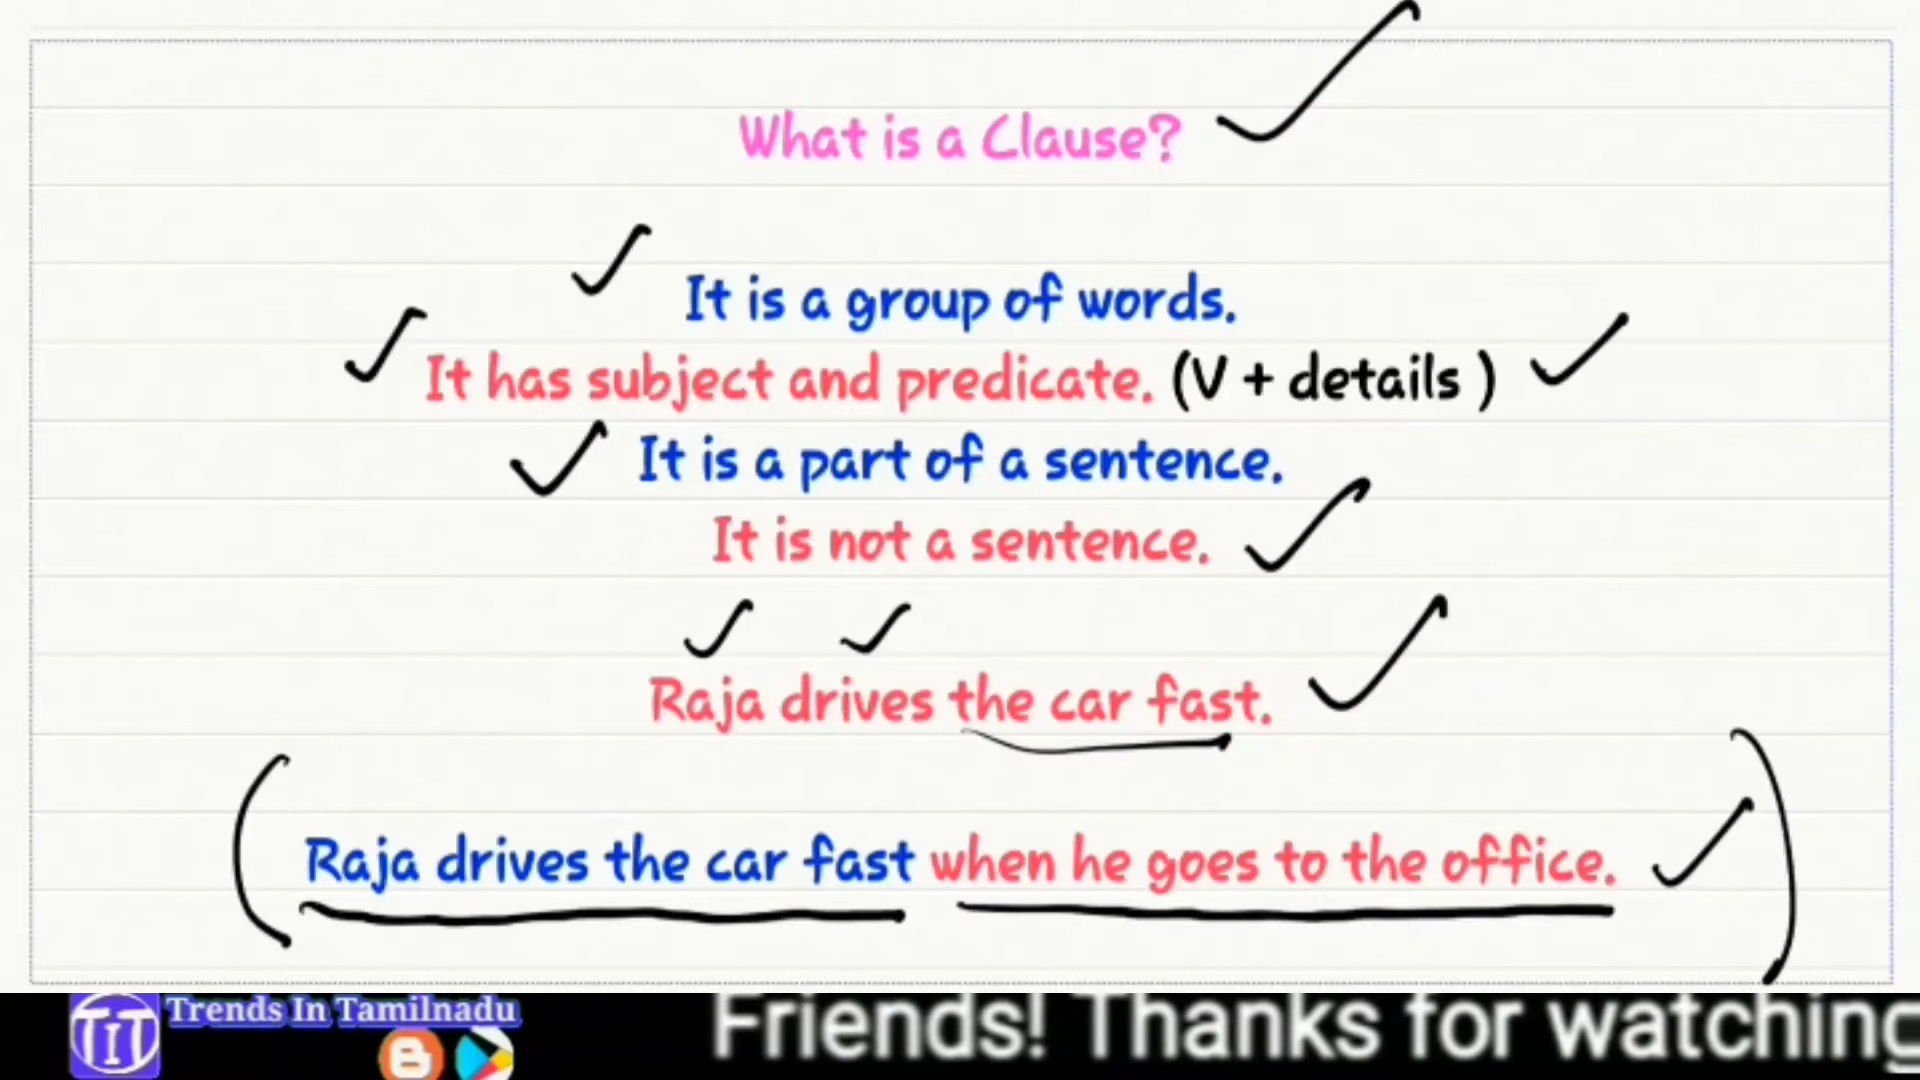 What is a Clause?
It is a group of words.
It has subject and predicate. (V + details )
It is a part of a sentence.
It is not a sentence.
Raja drives the car fast.
Raja drives the car fast when he goes to the office.
TiT Trends In Tamilnadu
Friends! Thanks for watching